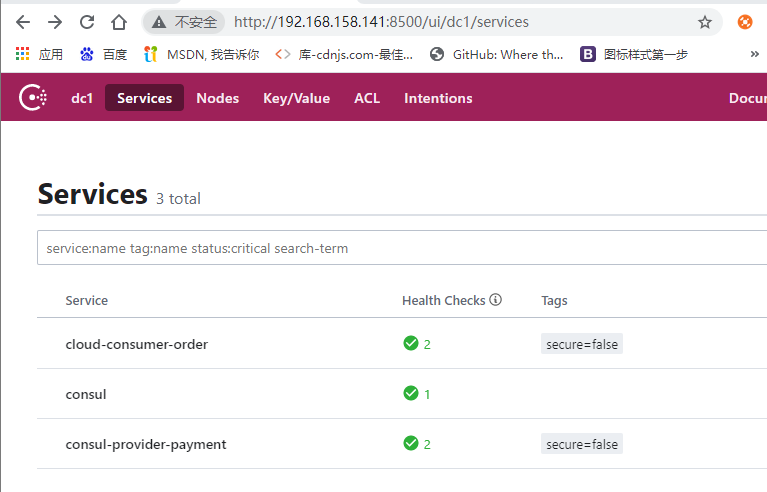 不安全 http://192.168.158.141:8500/ui/dc1/services
应用 百度 MSDN, 我告诉你 库-cdnjs.com-最佳... GitHub: Where th... B 图标样式第一步 »
dc1 Services Nodes Key/Value ACL Intentions Docu
Services 3 total
service:name tag:name status:critical search-term
Service Health Checks Tags
cloud-consumer-order 2 secure=false
consul 1
consul-provider-payment 2 secure=false